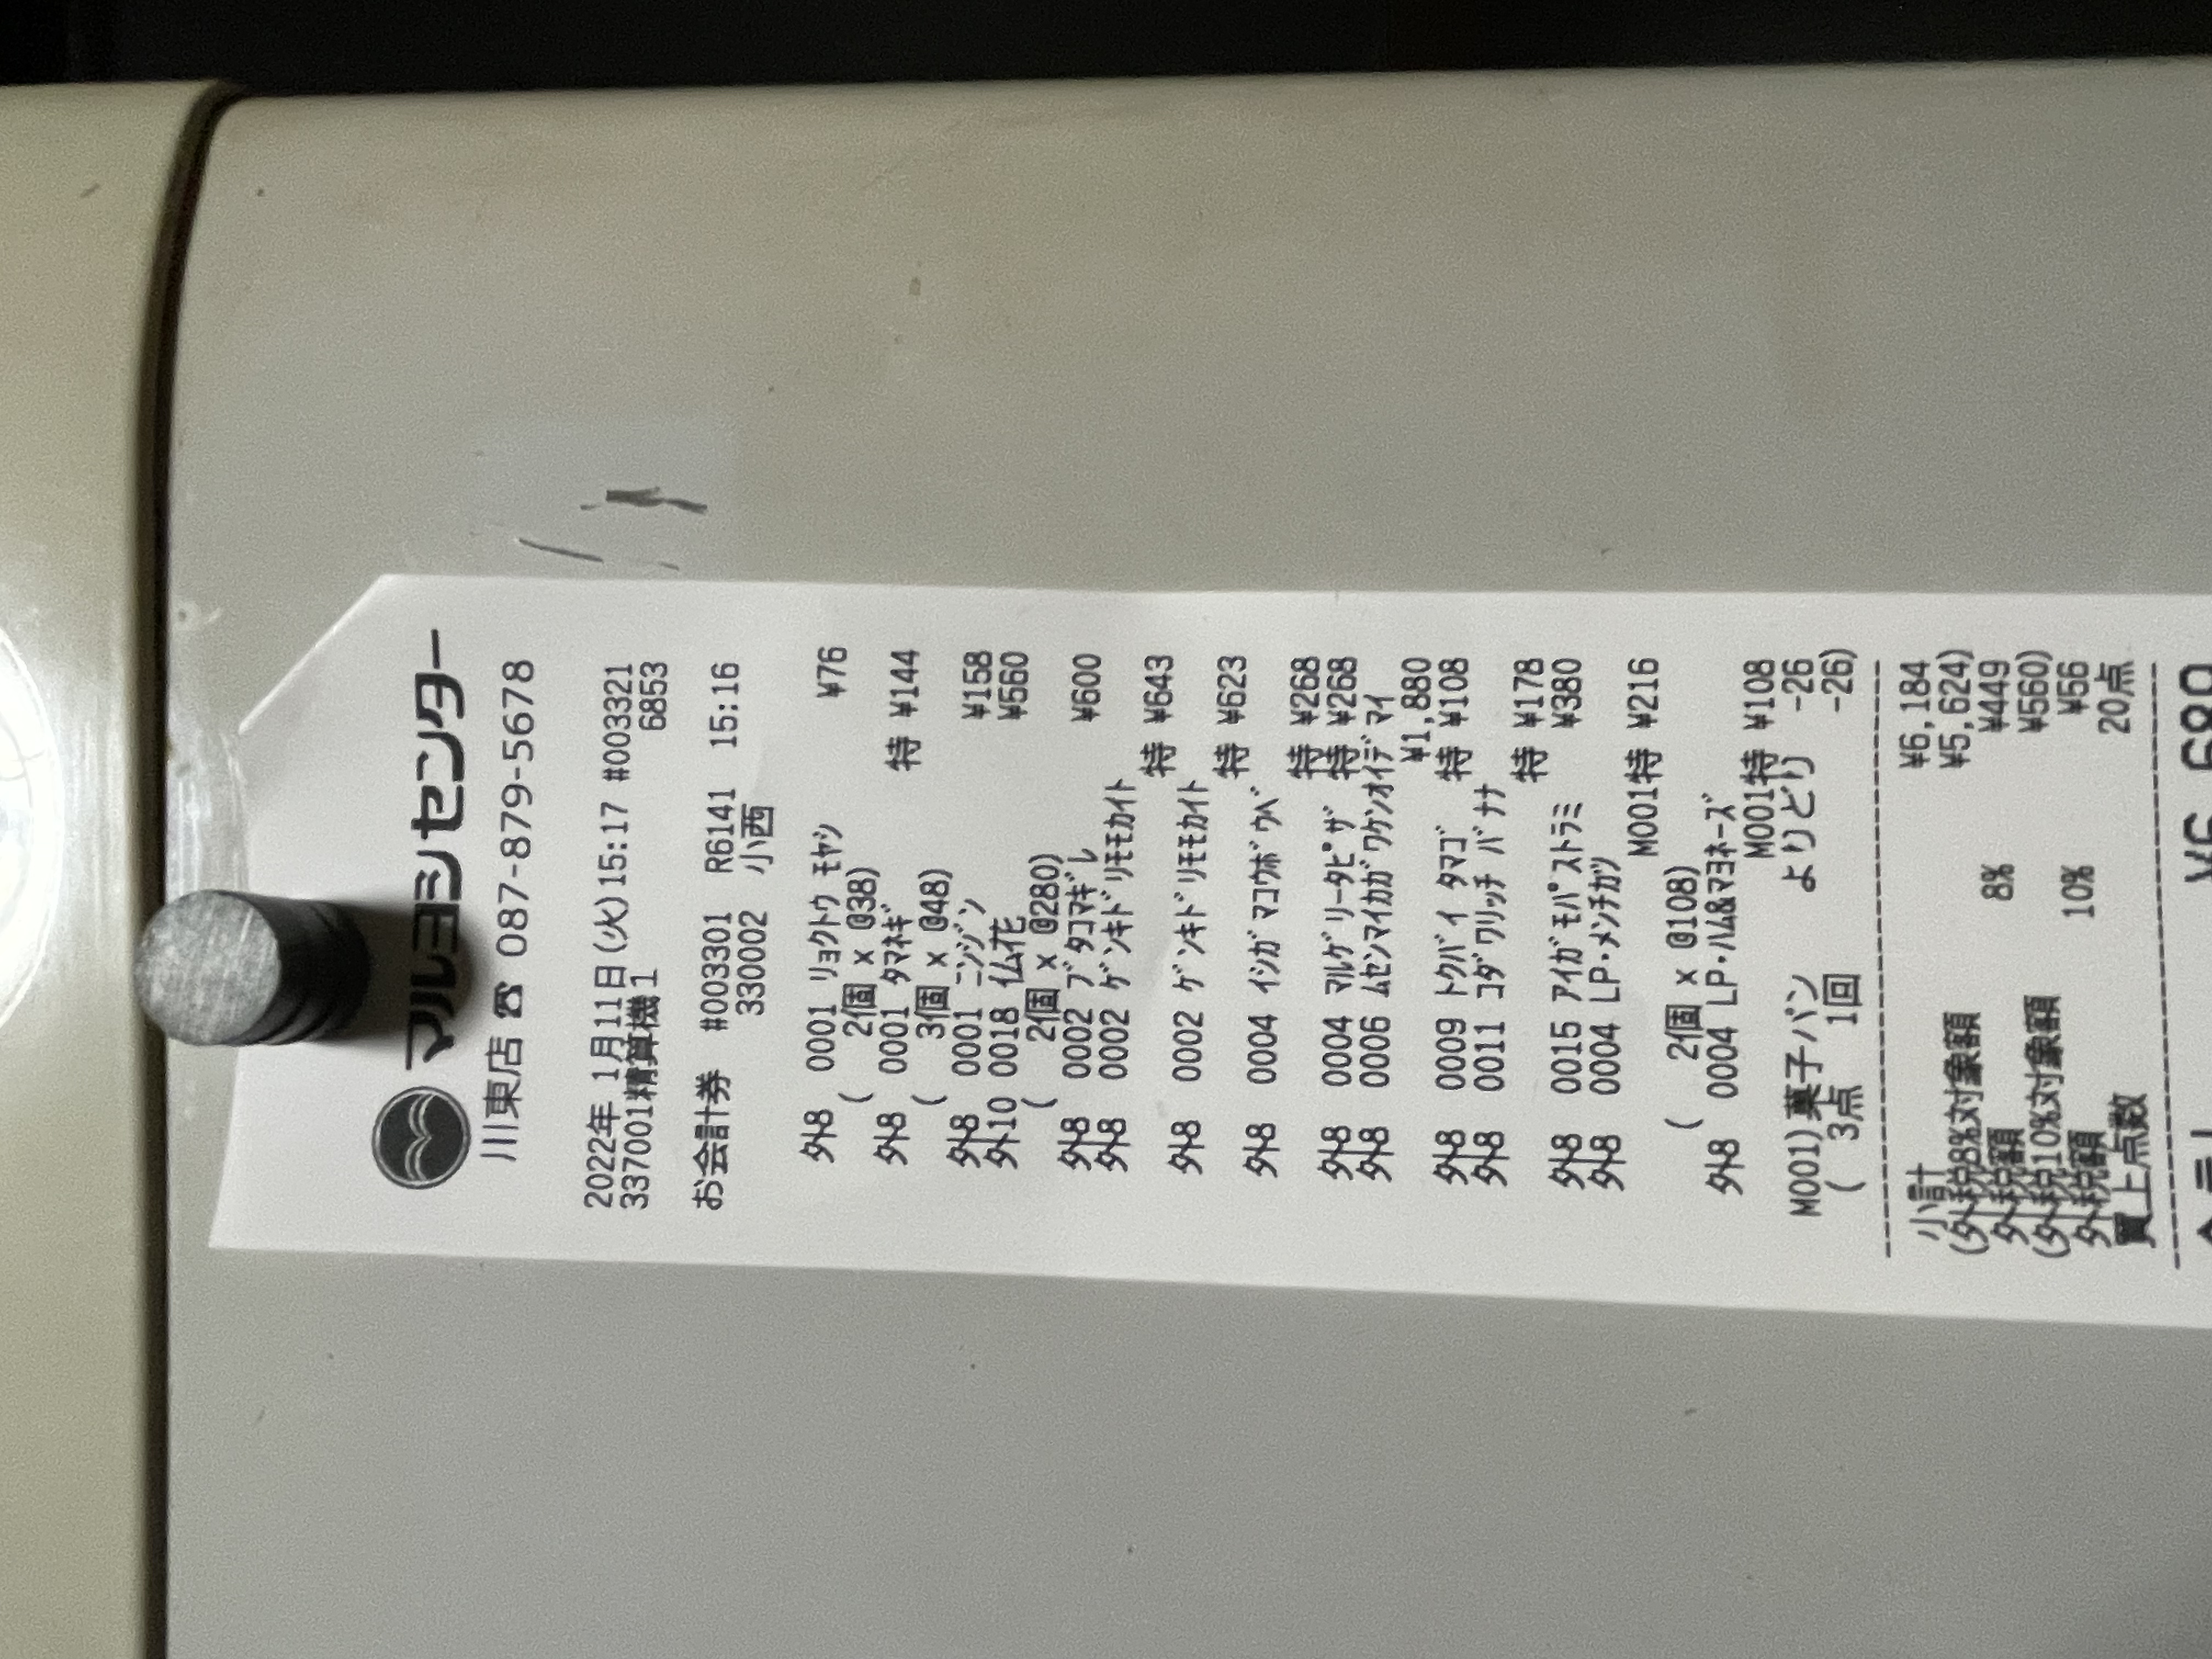 マルヨシセンター
川東店 ☎ 087-879-5678
2022年 1月11日(火)15:17 #003321
337001精算機1 6853
お会計券 #003301 R6141 15:16
330002 小西
外8 0001 リョクトウ モヤシ ¥76
( 2個 x @38)
外8 0001 タマネギ 特 ¥144
( 3個 x @48)
外8 0001 ニンジン ¥158
外10 0018 仏花 ¥560
( 2個 x @280)
外8 0002 ブタコマギレ ¥600
外8 0002 ゲンキドリモモカイト
特 ¥643
外8 0002 ゲンキドリモモカイト
特 ¥623
外8 0004 イシガマコウボウベ
特 ¥268
外8 0004 マルゲリータピザ 特 ¥268
外8 0006 ムセンマイカガワケンオイデマイ
¥1,880
外8 0009 トクバイ タマゴ 特 ¥108
外8 0011 コダワリッチ バナナ
特 ¥178
外8 0015 アイガモパストラミ ¥380
外8 0004 LP・メンチカツ
M001特 ¥216
( 2個 x @108)
外8 0004 LP・ハム&マヨネーズ
M001特 ¥108
M001)菓子パン よりどり -26
( 3点 1回 -26)
小計 ¥6,184
(外税8%対象額 ¥5,624)
外税額 8% ¥449
(外税10%対象額 ¥560)
外税額 10% ¥56
買上点数 20点